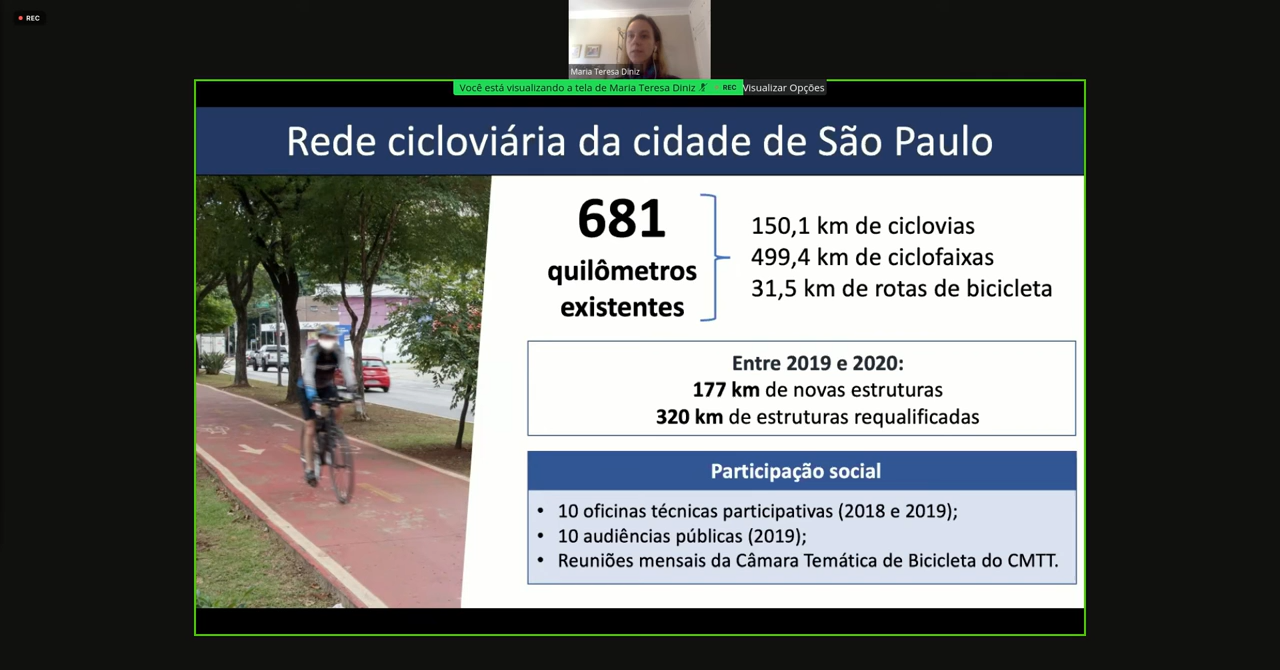 REC
Maria Teresa Diniz
Você está visualizando a tela de Maria Teresa Diniz REC Visualizar Opções
Rede cicloviária da cidade de São Paulo
681
quilômetros
existentes
150,1 km de ciclovias
499,4 km de ciclofaixas
31,5 km de rotas de bicicleta
Entre 2019 e 2020:
177 km de novas estruturas
320 km de estruturas requalificadas
Participação social
• 10 oficinas técnicas participativas (2018 e 2019);
• 10 audiências públicas (2019);
• Reuniões mensais da Câmara Temática de Bicicleta do CMTT.